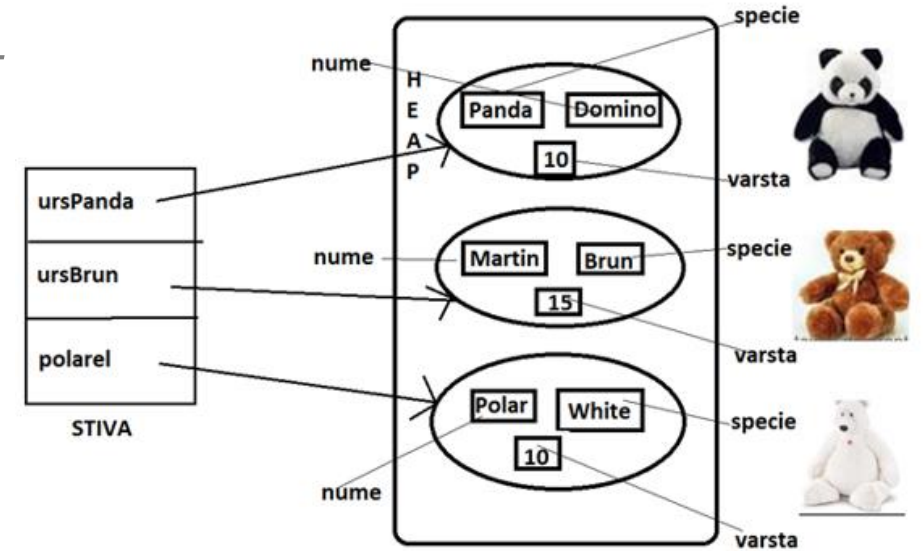 specie
nume
HEAP
Panda
Domino
10
varsta
ursPanda
ursBrun
polarel
STIVA
nume
Martin
Brun
specie
15
varsta
Polar
White
specie
10
nume
varsta